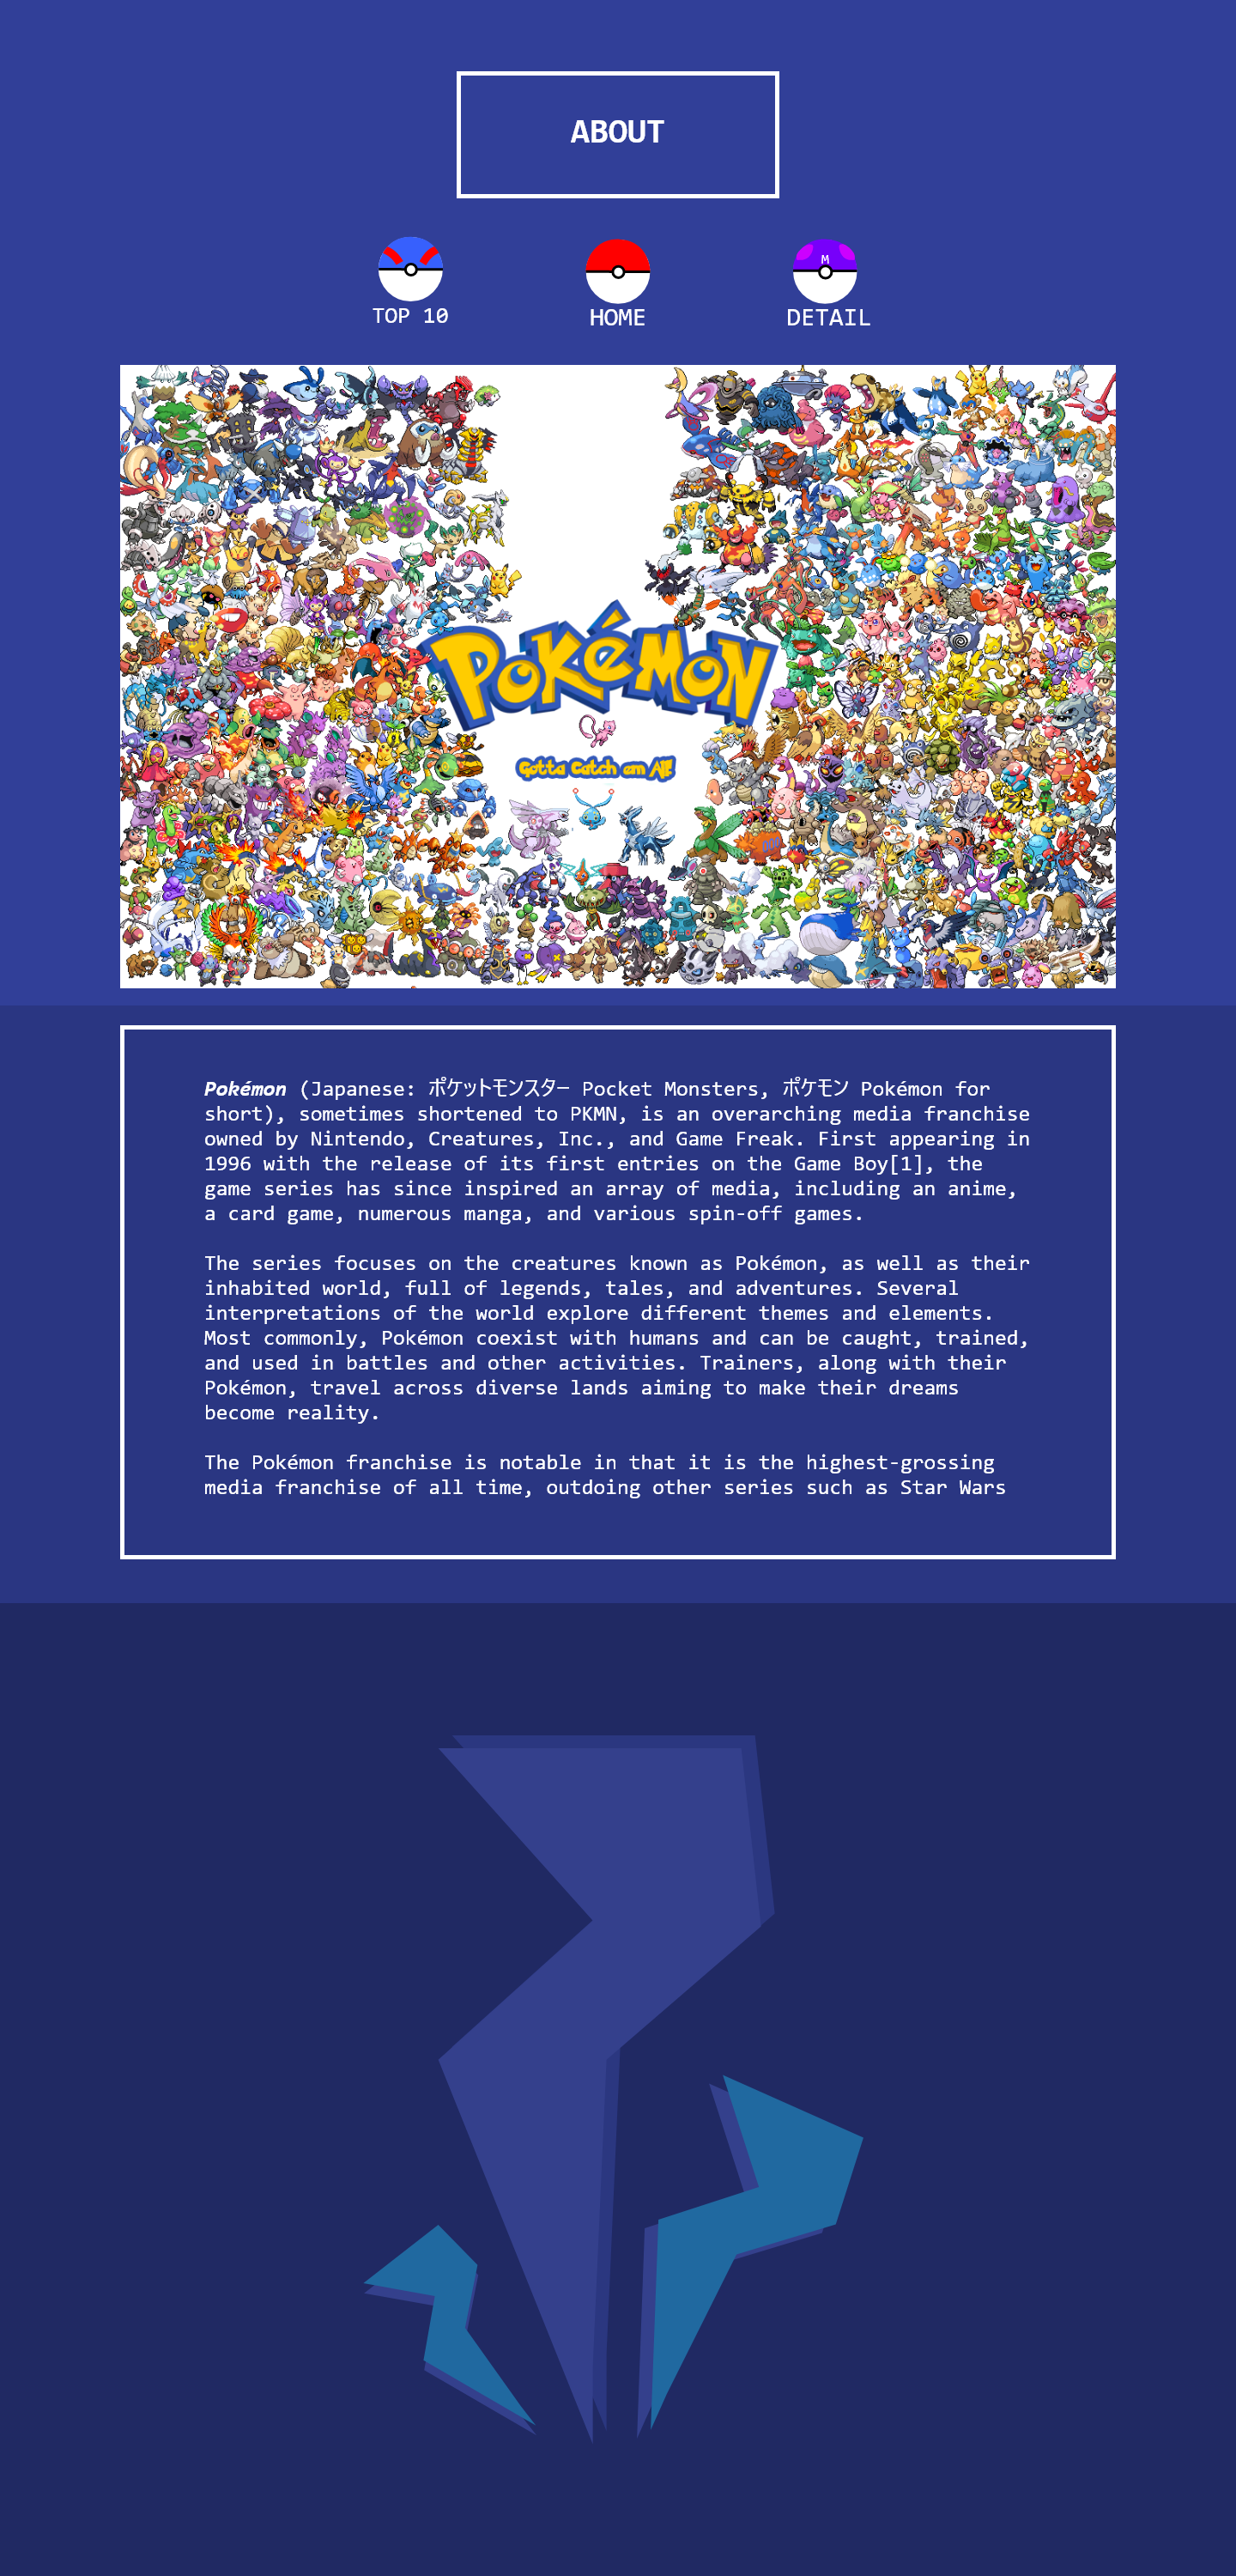 ABOUT
M
TOP 10
HOME
DETAIL
POKéMON
Gotta Catch em All!
Pokémon (Japanese: ポケットモンスター Pocket Monsters, ポケモン Pokémon for
short), sometimes shortened to PKMN, is an overarching media franchise
owned by Nintendo, Creatures, Inc., and Game Freak. First appearing in
1996 with the release of its first entries on the Game Boy[1], the
game series has since inspired an array of media, including an anime,
a card game, numerous manga, and various spin-off games.
The series focuses on the creatures known as Pokémon, as well as their
inhabited world, full of legends, tales, and adventures. Several
interpretations of the world explore different themes and elements.
Most commonly, Pokémon coexist with humans and can be caught, trained,
and used in battles and other activities. Trainers, along with their
Pokémon, travel across diverse lands aiming to make their dreams
become reality.
The Pokémon franchise is notable in that it is the highest-grossing
media franchise of all time, outdoing other series such as Star Wars